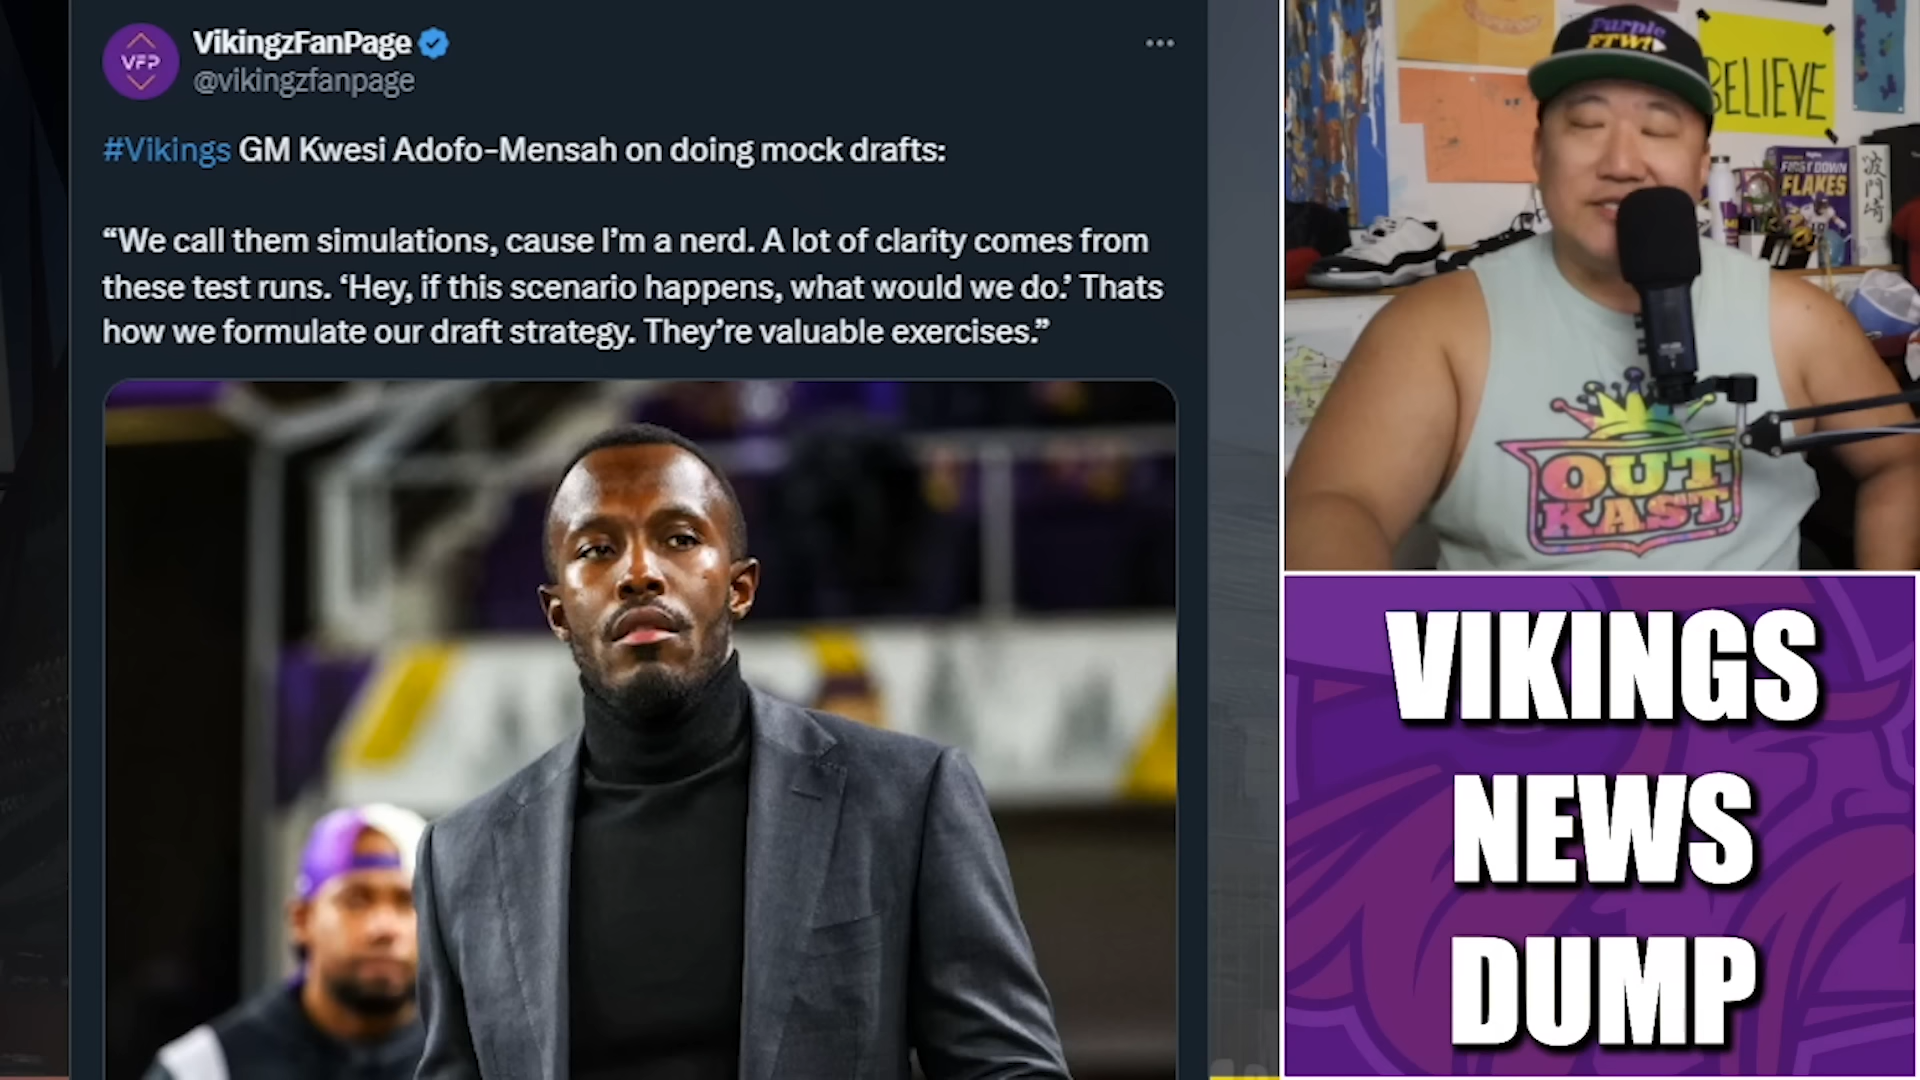 VFP
VikingzFanPage
@vikingzfanpage
#Vikings GM Kwesi Adofo-Mensah on doing mock drafts:
“We call them simulations, cause I’m a nerd. A lot of clarity comes from
these test runs. ‘Hey, if this scenario happens, what would we do.’ Thats
how we formulate our draft strategy. They’re valuable exercises.”
Purple
FTW!
BELIEVE
FIRST DOWN
FLAKES
OUT
KAST
VIKINGS
NEWS
DUMP